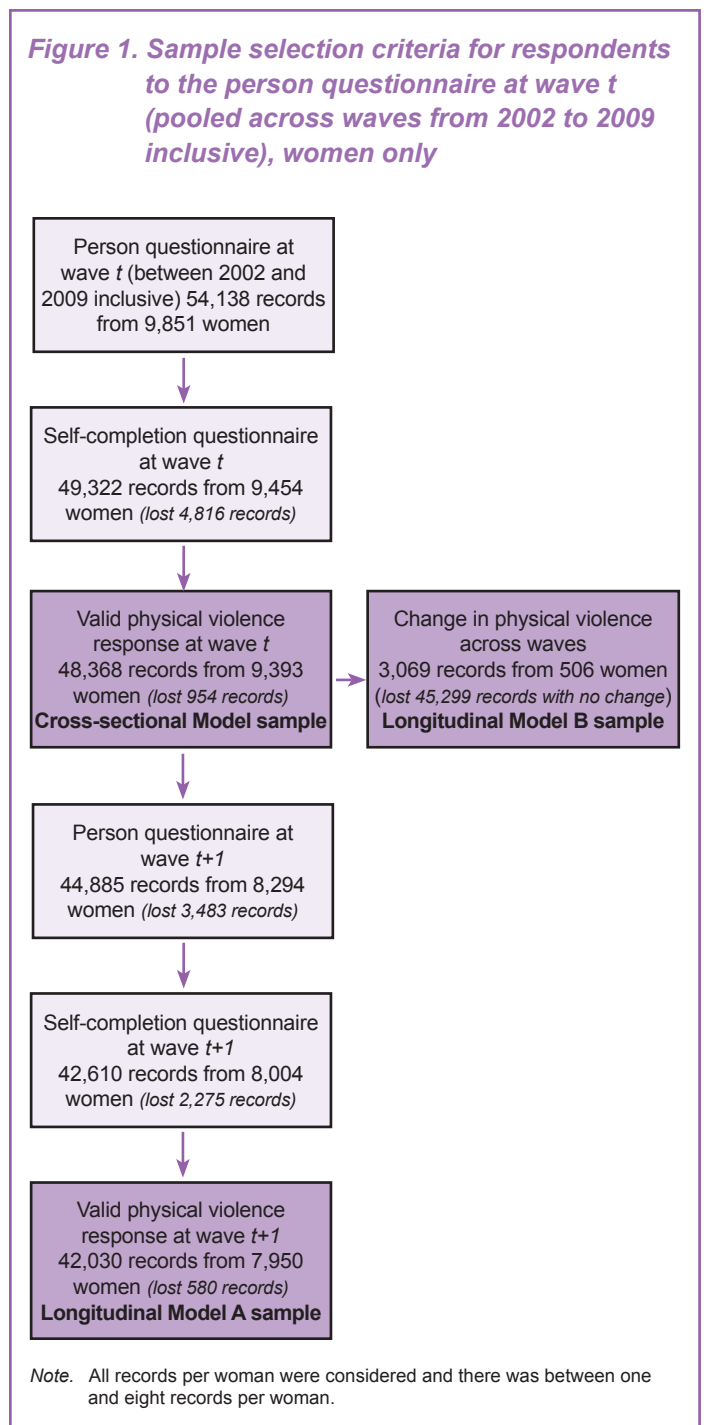 Figure 1. Sample selection criteria for respondents
to the person questionnaire at wave t
(pooled across waves from 2002 to 2009
inclusive), women only
Person questionnaire at
wave t (between 2002 and
2009 inclusive) 54,138 records
from 9,851 women
Self-completion questionnaire
at wave t
49,322 records from 9,454
women (lost 4,816 records)
Valid physical violence
response at wave t
48,368 records from 9,393
women (lost 954 records)
Cross-sectional Model sample
Change in physical violence
across waves
3,069 records from 506 women
(lost 45,299 records with no change)
Longitudinal Model B sample
Person questionnaire at
wave t+1
44,885 records from 8,294
women (lost 3,483 records)
Self-completion questionnaire
at wave t+1
42,610 records from 8,004
women (lost 2,275 records)
Valid physical violence
response at wave t+1
42,030 records from 7,950
women (lost 580 records)
Longitudinal Model A sample
Note. All records per woman were considered and there was between one
and eight records per woman.